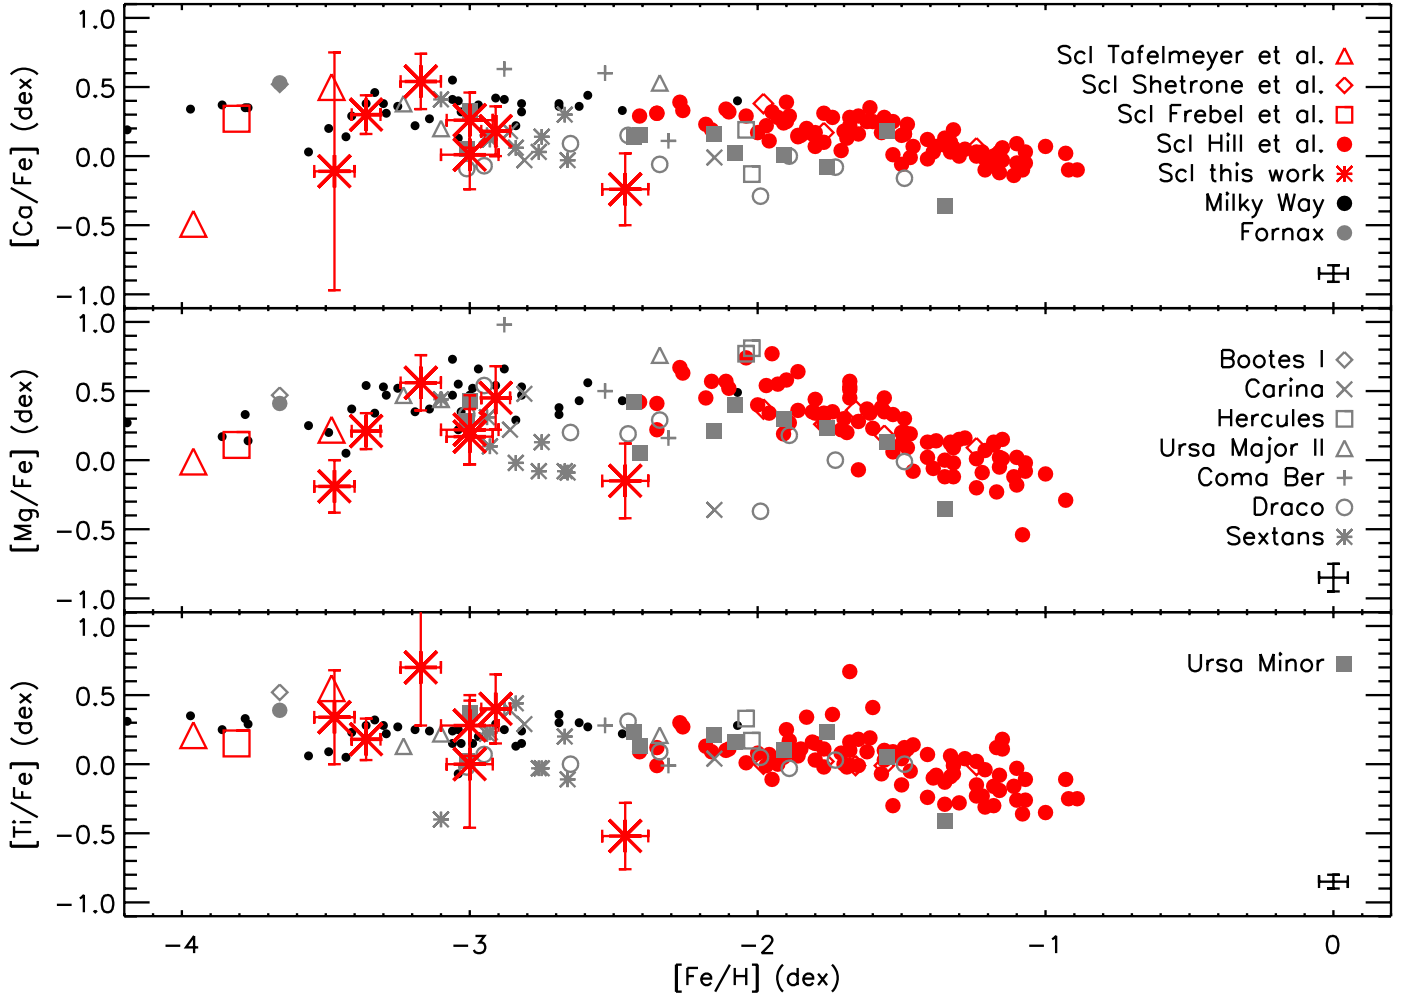 1.0
0.5
0.0
−0.5
−1.0
[Ca/Fe] (dex)
Scl Tafelmeyer et al.
Scl Shetrone et al.
Scl Frebel et al.
Scl Hill et al.
Scl this work
Milky Way
Fornax
1.0
0.5
0.0
−0.5
−1.0
[Mg/Fe] (dex)
Bootes I
Carina
Hercules
Ursa Major II
Coma Ber
Draco
Sextans
1.0
0.5
0.0
−0.5
−1.0
[Ti/Fe] (dex)
Ursa Minor
−4 −3 −2 −1 0
[Fe/H] (dex)